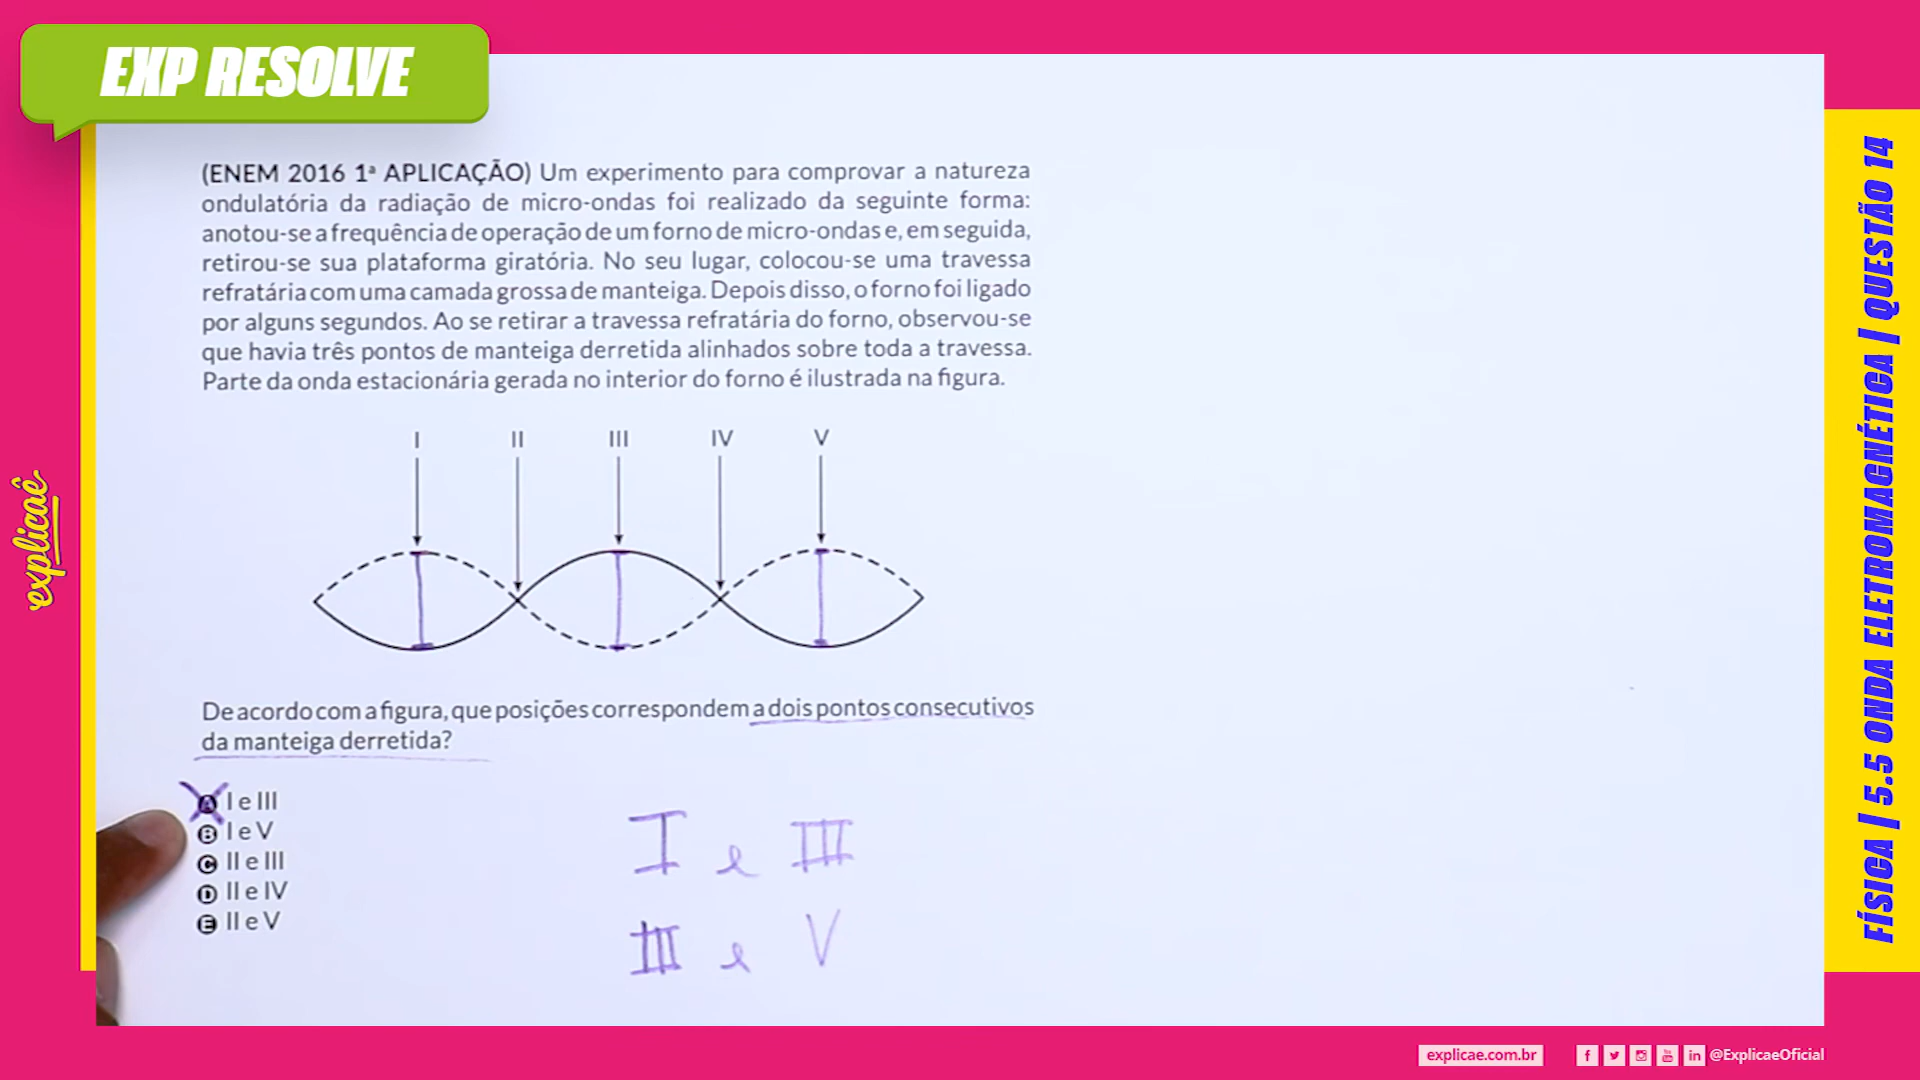 EXP RESOLVE
(ENEM 2016 1ª APLICAÇÃO) Um experimento para comprovar a natureza
ondulatória da radiação de micro-ondas foi realizado da seguinte forma:
anotou-se a frequência de operação de um forno de micro-ondas e, em seguida,
retirou-se sua plataforma giratória. No seu lugar, colocou-se uma travessa
refratária com uma camada grossa de manteiga. Depois disso, o forno foi ligado
por alguns segundos. Ao se retirar a travessa refratária do forno, observou-se
que havia três pontos de manteiga derretida alinhados sobre toda a travessa.
Parte da onda estacionária gerada no interior do forno é ilustrada na figura.
I II III IV V
De acordo com a figura, que posições correspondem a dois pontos consecutivos
da manteiga derretida?
A I e III
B I e V
C II e III
D II e IV
E II e V
I e III
III e V
explicaê
FÍSICA | 5.5 ONDA ELETROMAGNÉTICA | QUESTÃO 14
explicae.com.br
@ExplicaeOficial